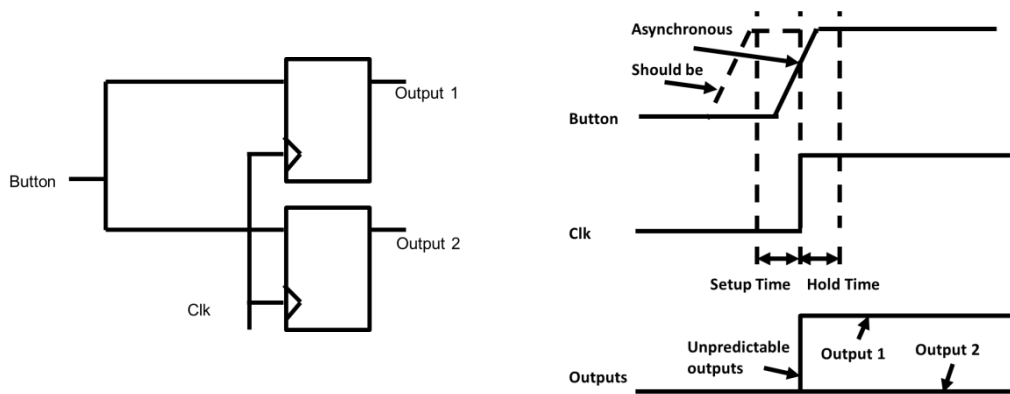 Button
Output 1
Output 2
Clk
Asynchronous
Should be
Button
Clk
Setup Time
Hold Time
Unpredictable
outputs
Output 1
Output 2
Outputs